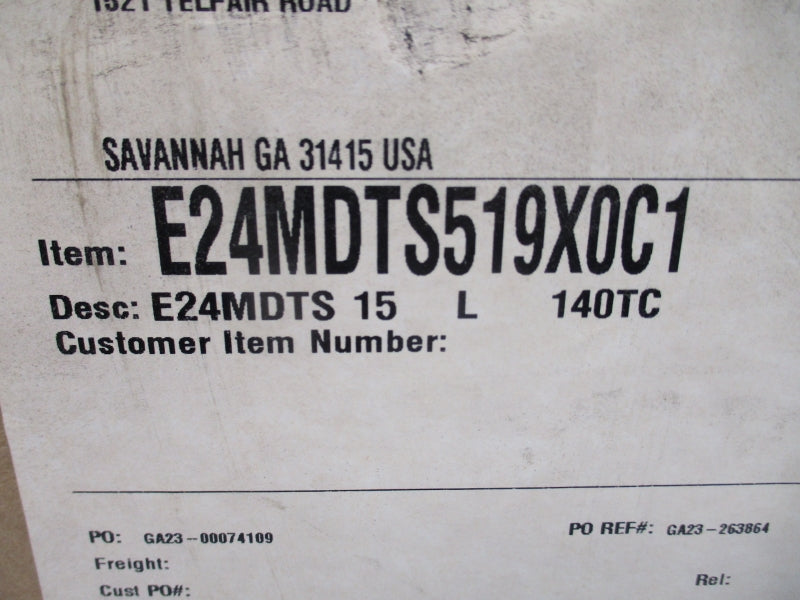 1521 TELFAIR ROAD
SAVANNAH GA 31415 USA
Item: E24MDTS519X0C1
Desc: E24MDTS 15 L 140TC
Customer Item Number:
PO: GA23-00074109 PO REF#: GA23-263864
Freight:
Cust PO#: Rel: